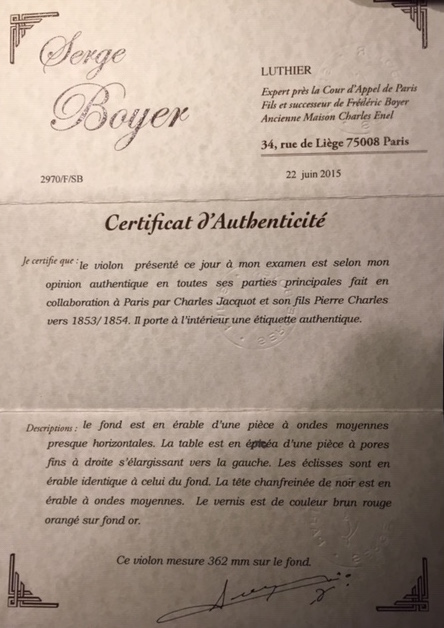 Serge
Boyer
LUTHIER
Expert près la Cour d'Appel de Paris
Fils et successeur de Frédéric Boyer
Ancienne Maison Charles Enel
34, rue de Liège 75008 Paris
2970/F/SB
22 juin 2015
Certificat d'Authenticité
Je certifie que : le violon présenté ce jour à mon examen est selon mon
opinion authentique en toutes ses parties principales fait en
collaboration à Paris par Charles Jacquot et son fils Pierre Charles
vers 1853/1854. Il porte à l'intérieur une étiquette authentique.
Descriptions : le fond est en érable d'une pièce à ondes moyennes
presque horizontales. La table est en épicéa d'une pièce à pores
fins à droite s'élargissant vers la gauche. Les éclisses sont en
érable identique à celui du fond. La tête chanfreinée de noir est en
érable à ondes moyennes. Le vernis est de couleur brun rouge
orangé sur fond or.
Ce violon mesure 362 mm sur le fond.